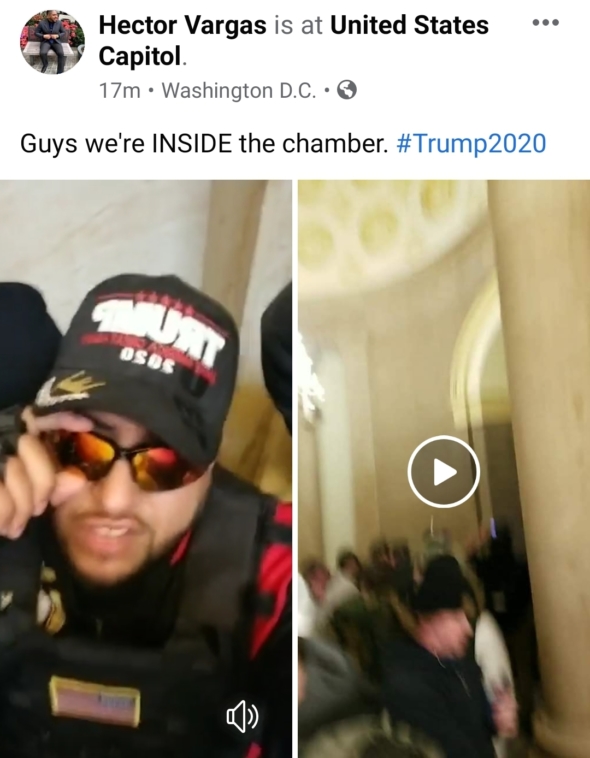 Hector Vargas is at United States
Capitol.
17m • Washington D.C. •
Guys we're INSIDE the chamber. #Trump2020
TRUMP
2020